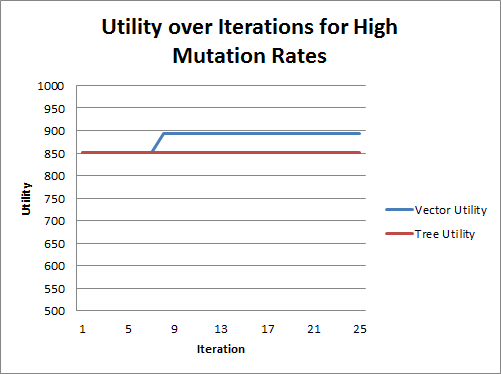 Utility over Iterations for High
Mutation Rates
1000
950
900
850
800
750
700
650
600
550
500
Utility
1 5 9 13 17 21 25
Iteration
Vector Utility
Tree Utility